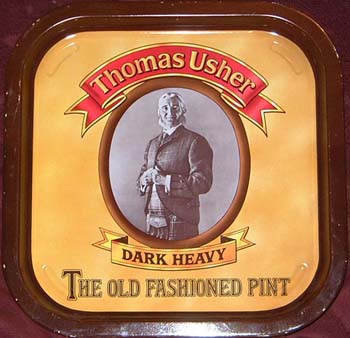 Thomas Usher
DARK HEAVY
THE OLD FASHIONED PINT